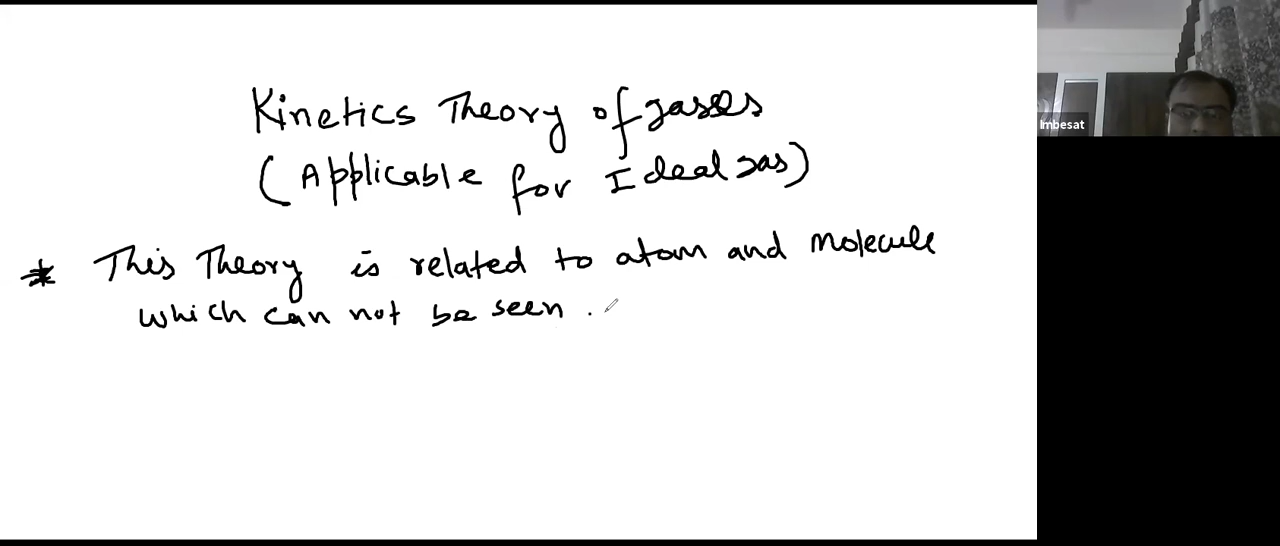 Kinetics Theory of gases
(Applicable for Ideal gas)
* This Theory is related to atom and molecule
which can not be seen .
Imbesat